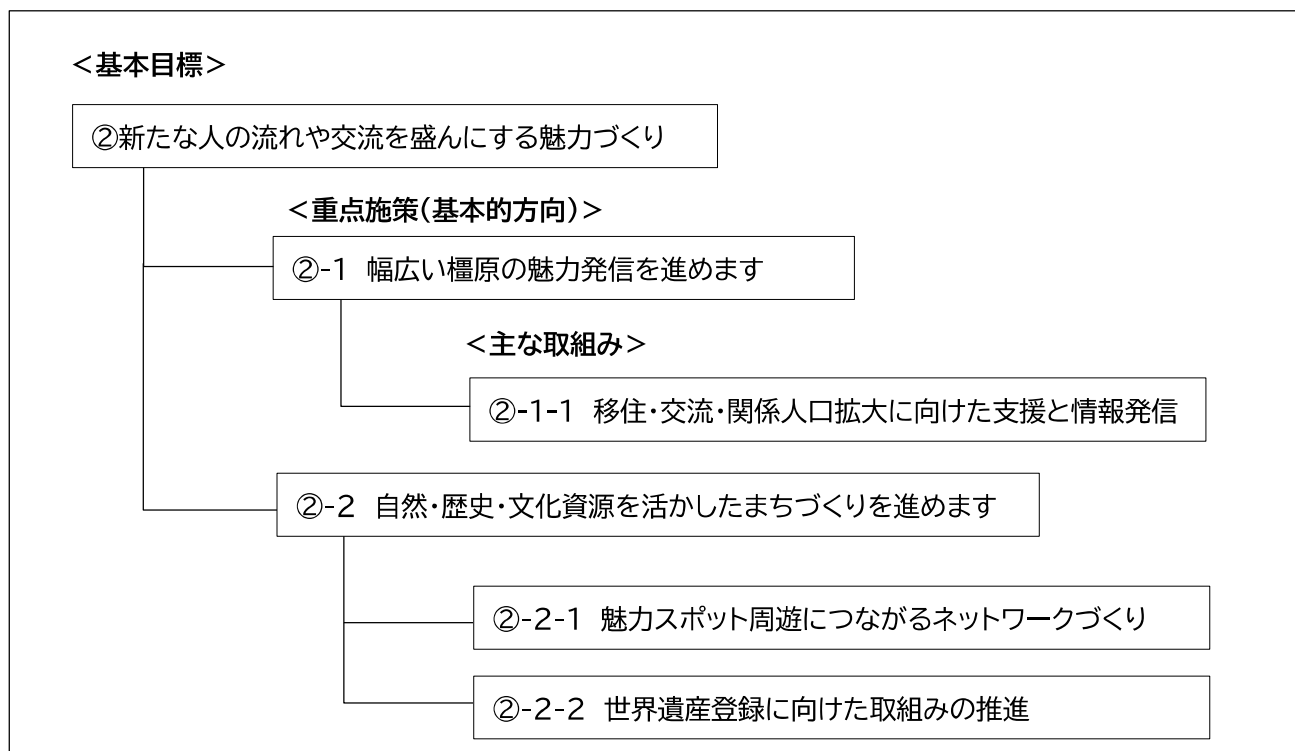 ＜基本目標＞
②新たな人の流れや交流を盛んにする魅力づくり
＜重点施策(基本的方向)＞
②-1　幅広い橿原の魅力発信を進めます
＜主な取組み＞
②-1-1　移住・交流・関係人口拡大に向けた支援と情報発信
②-2　自然・歴史・文化資源を活かしたまちづくりを進めます
②-2-1　魅力スポット周遊につながるネットワークづくり
②-2-2　世界遺産登録に向けた取組みの推進